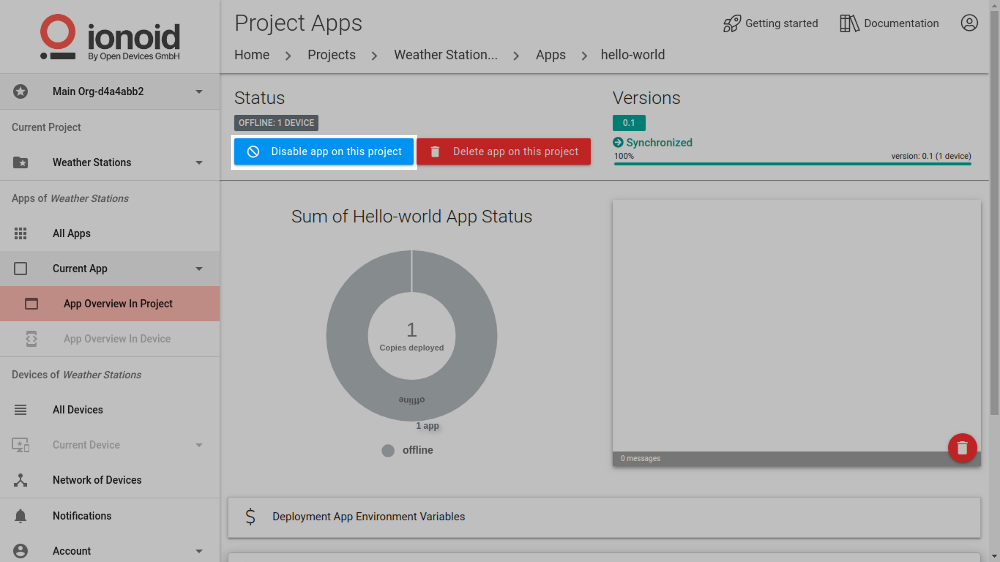 ionoid
By Open Devices GmbH
Main Org-d4a4abb2
Current Project
Weather Stations
Apps of Weather Stations
All Apps
Current App
App Overview In Project
App Overview In Device
Devices of Weather Stations
All Devices
Current Device
Network of Devices
Notifications
Account
Project Apps
Getting started
Documentation
Home > Projects > Weather Station... > Apps > hello-world
Status
OFFLINE: 1 DEVICE
Disable app on this project
Delete app on this project
Versions
0.1
Synchronized
100%
version: 0.1 (1 device)
Sum of Hello-world App Status
1
Copies deployed
offline
1 app
offline
0 messages
$ Deployment App Environment Variables